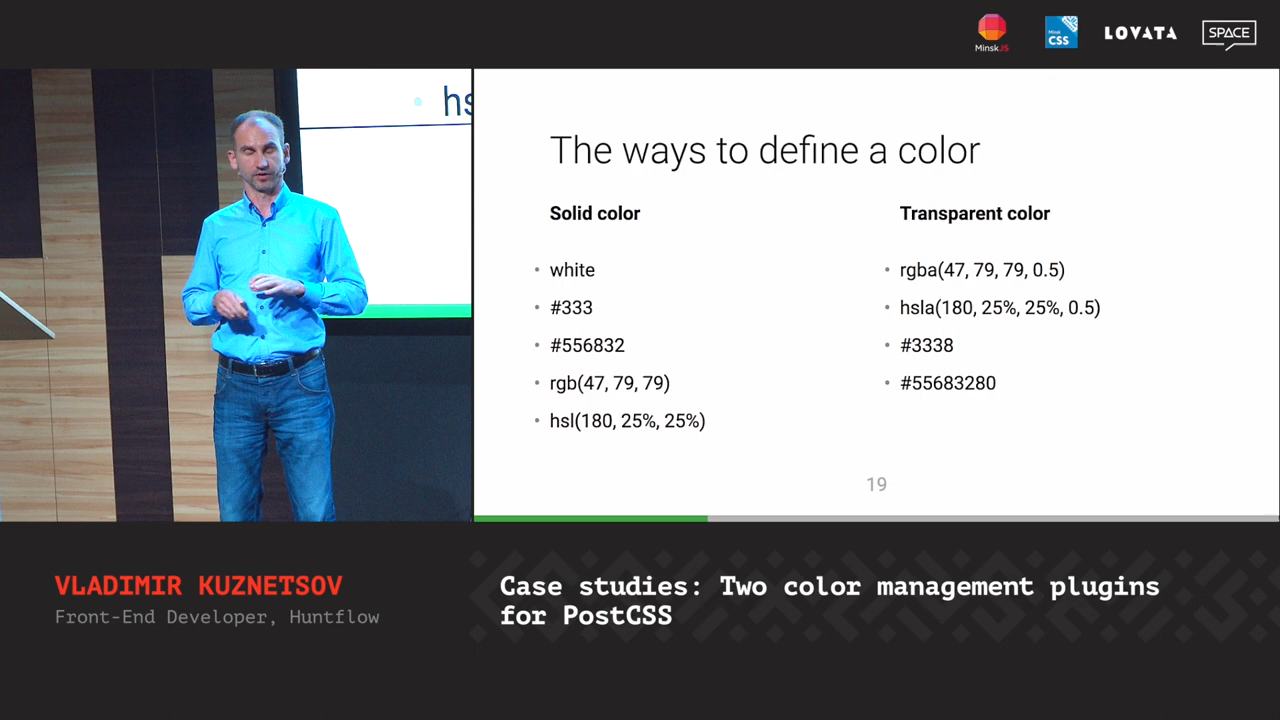 MinskJS
Minsk
CSS
LOVATA
SPACE
hs
The ways to define a color
Solid color
white
#333
#556832
rgb(47, 79, 79)
hsl(180, 25%, 25%)
Transparent color
rgba(47, 79, 79, 0.5)
hsla(180, 25%, 25%, 0.5)
#3338
#55683280
19
VLADIMIR KUZNETSOV
Front-End Developer, Huntflow
Case studies: Two color management plugins
for PostCSS